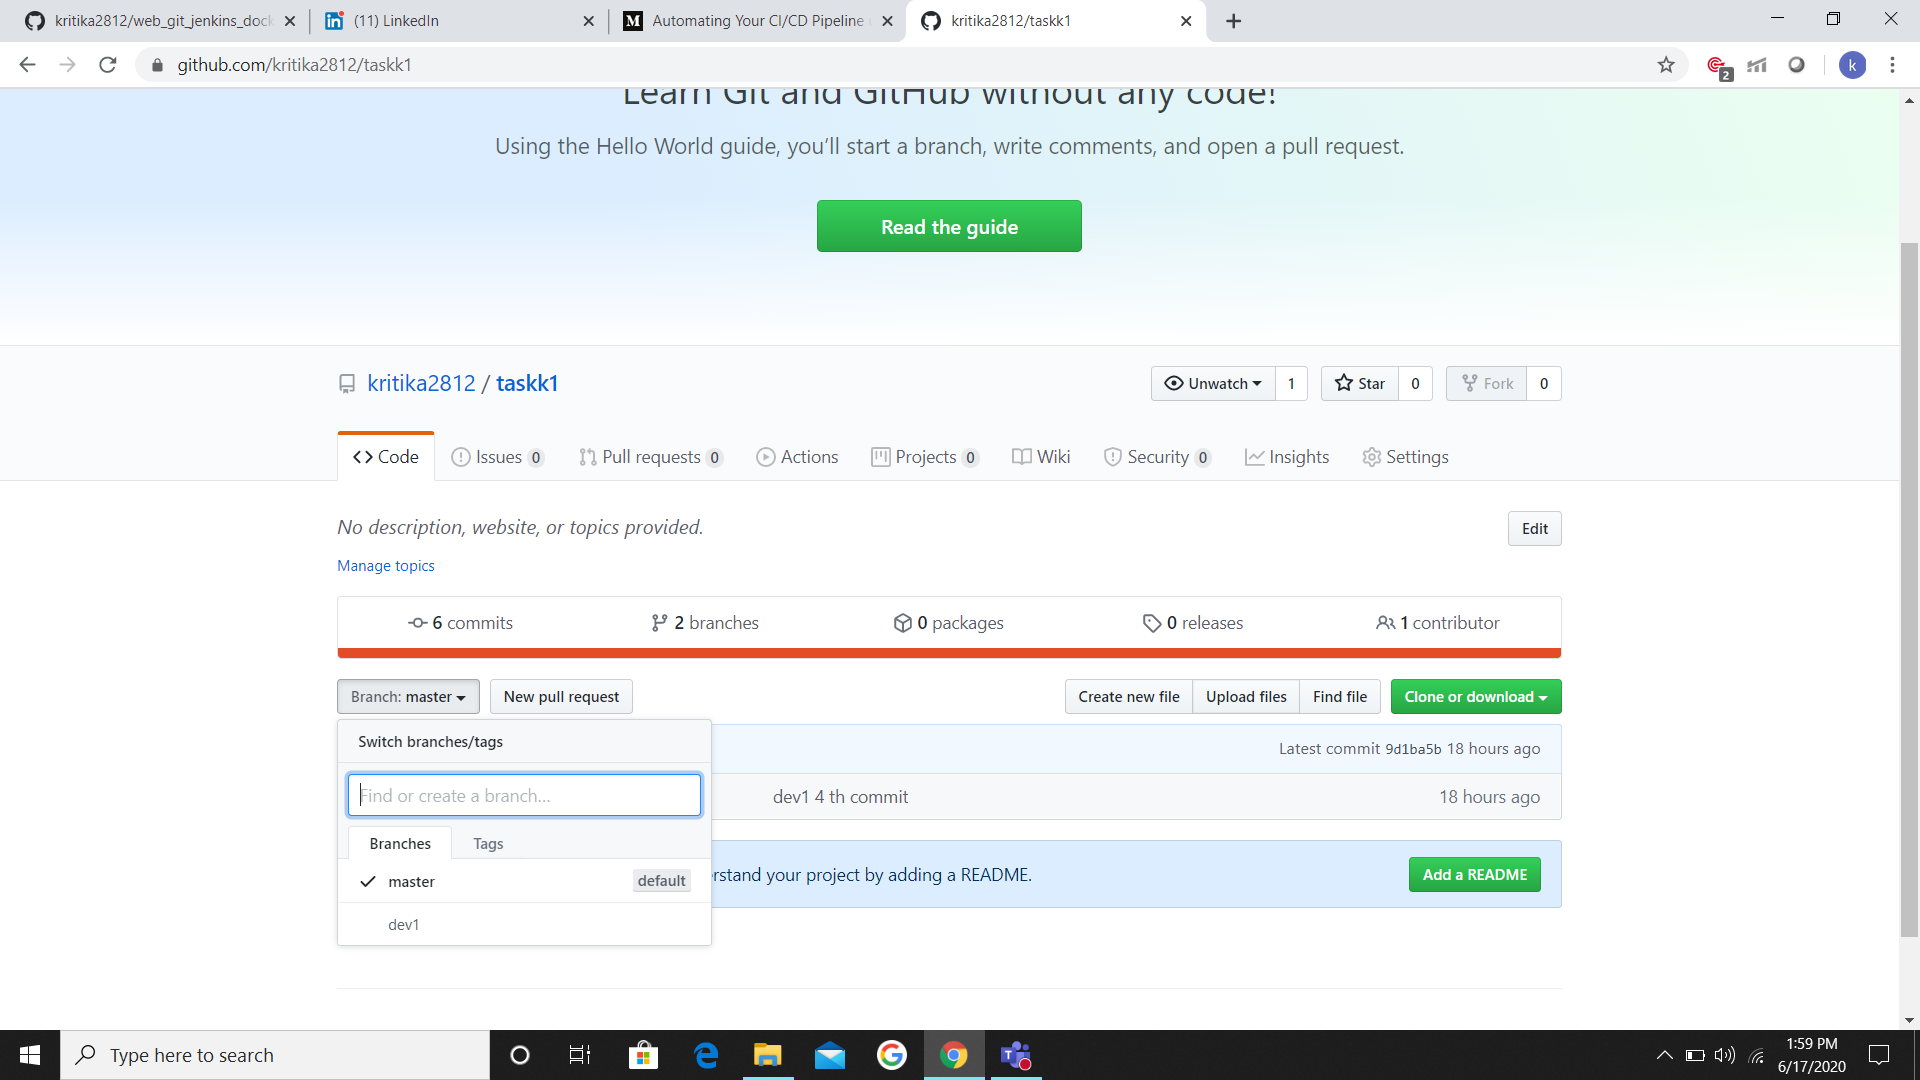 kritika2812/web_git_jenkins_dock
(11) LinkedIn
Automating Your CI/CD Pipeline
kritika2812/taskk1
github.com/kritika2812/taskk1
2
k
Learn Git and GitHub without any code!
Using the Hello World guide, you’ll start a branch, write comments, and open a pull request.
Read the guide
kritika2812 / taskk1
Unwatch 1
Star 0
Fork 0
Code
Issues 0
Pull requests 0
Actions
Projects 0
Wiki
Security 0
Insights
Settings
No description, website, or topics provided.
Edit
Manage topics
6 commits
2 branches
0 packages
0 releases
1 contributor
Branch: master
New pull request
Create new file
Upload files
Find file
Clone or download
Switch branches/tags
Latest commit 9d1ba5b 18 hours ago
Find or create a branch...
dev1 4 th commit
18 hours ago
Branches
Tags
master
default
rstand your project by adding a README.
Add a README
dev1
Type here to search
1:59 PM
6/17/2020